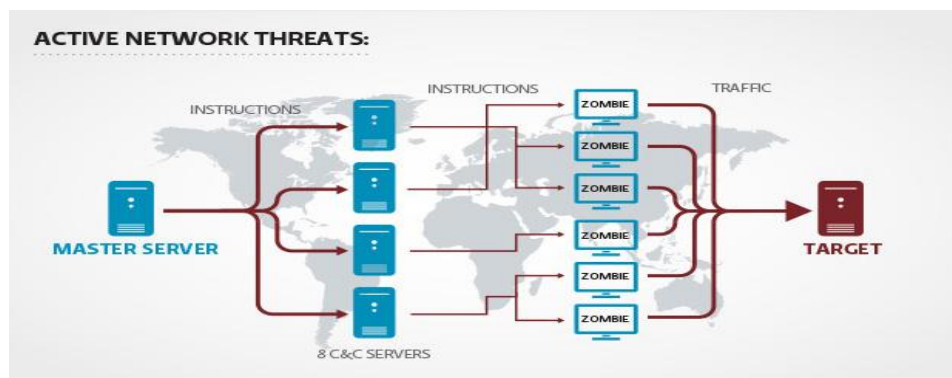 ACTIVE NETWORK THREATS:
INSTRUCTIONS
INSTRUCTIONS
TRAFFIC
ZOMBIE
ZOMBIE
ZOMBIE
ZOMBIE
ZOMBIE
ZOMBIE
MASTER SERVER
TARGET
8 C&C SERVERS